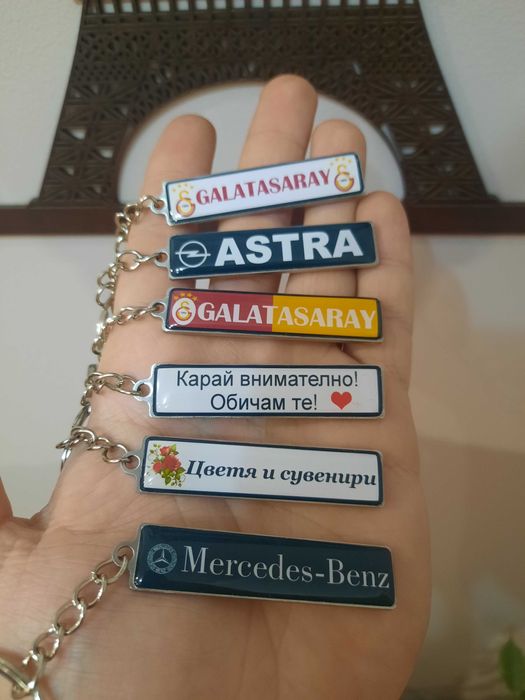 GALATASARAY
ASTRA
GALATASARAY
Карай внимателно!
Обичам те!
Цветя и сувенири
Mercedes-Benz